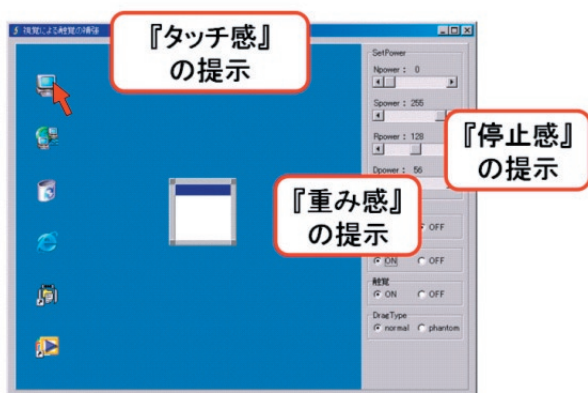 視覚による触覚の補強
『タッチ感』
の提示
SetPower
Npower : 0
Spower : 255
Rpower : 128
『停止感』
の提示
Dpower : 56
『重み感』
の提示
OFF
ON OFF
触覚
ON OFF
DragType
normal phantom